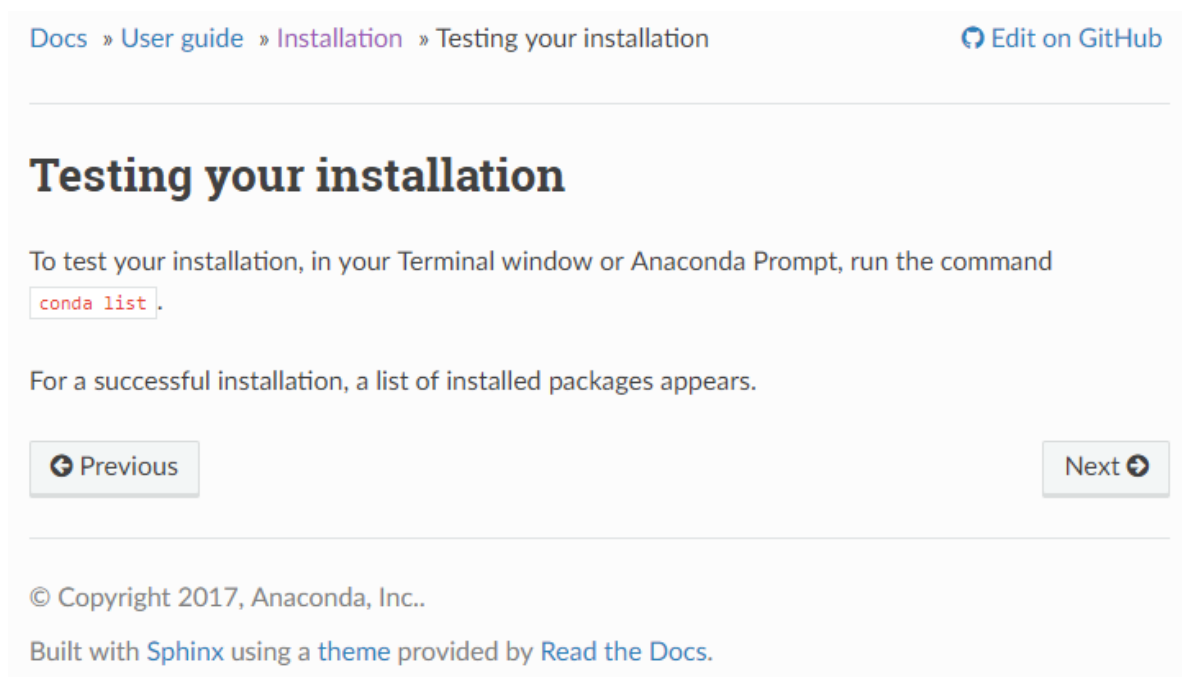 Docs » User guide » Installation » Testing your installation Edit on GitHub
Testing your installation
To test your installation, in your Terminal window or Anaconda Prompt, run the command
conda list.
For a successful installation, a list of installed packages appears.
Previous Next
© Copyright 2017, Anaconda, Inc..
Built with Sphinx using a theme provided by Read the Docs.